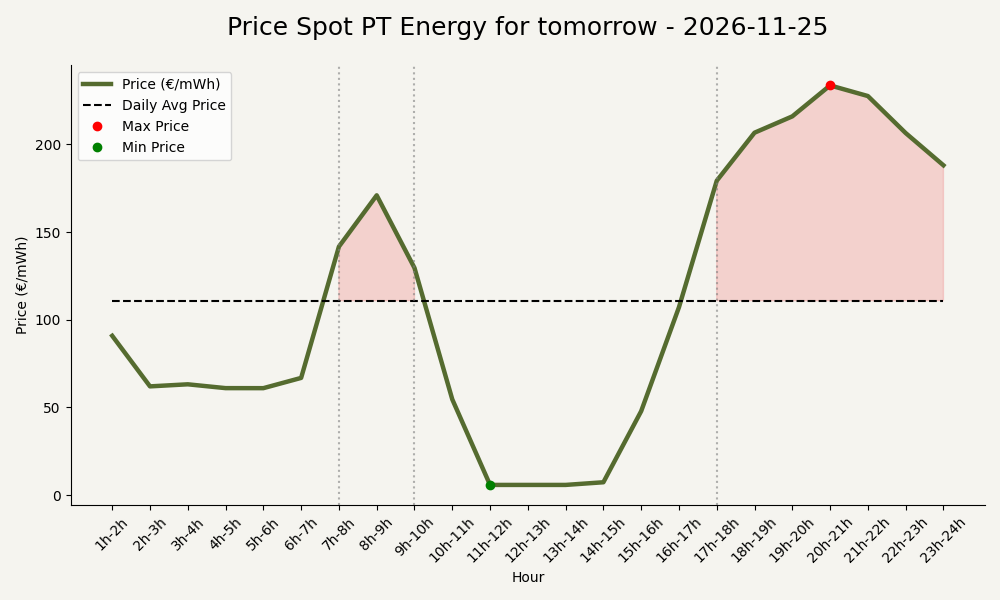 Price Spot PT Energy for tomorrow - 2026-11-25
Price (€/mWh)
Daily Avg Price
Max Price
Min Price
Price (€/mWh)
200
150
100
50
0
1h-2h
2h-3h
3h-4h
4h-5h
5h-6h
6h-7h
7h-8h
8h-9h
9h-10h
10h-11h
11h-12h
12h-13h
13h-14h
14h-15h
15h-16h
16h-17h
17h-18h
18h-19h
19h-20h
20h-21h
21h-22h
22h-23h
23h-24h
Hour